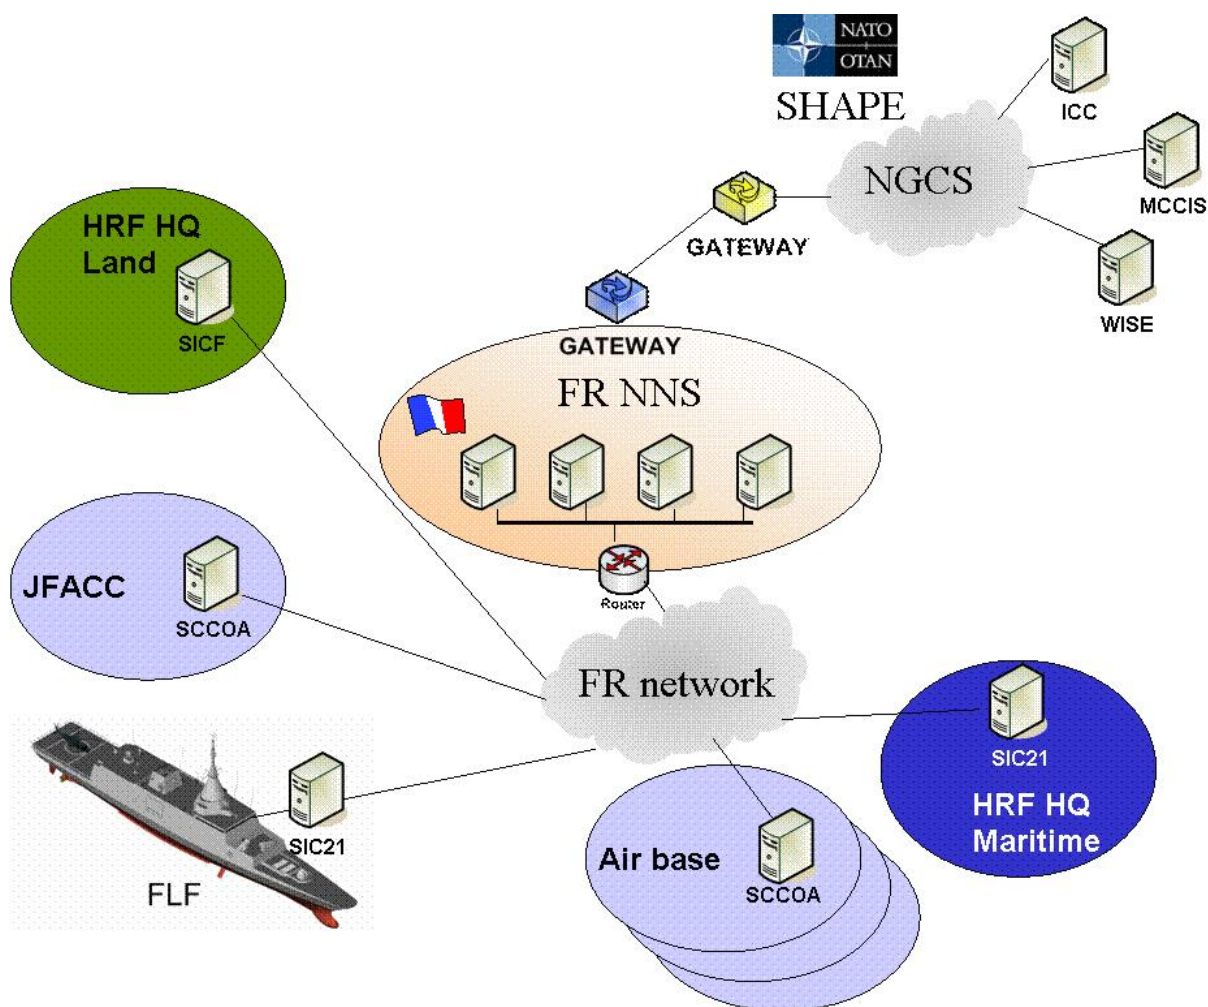 NATO
OTAN
SHAPE
ICC
NGCS
MCCIS
GATEWAY
WISE
HRF HQ
Land
SICF
GATEWAY
FR NNS
Router
JFACC
SCCOA
FR network
SIC21
HRF HQ
Maritime
SIC21
FLF
Air base
SCCOA